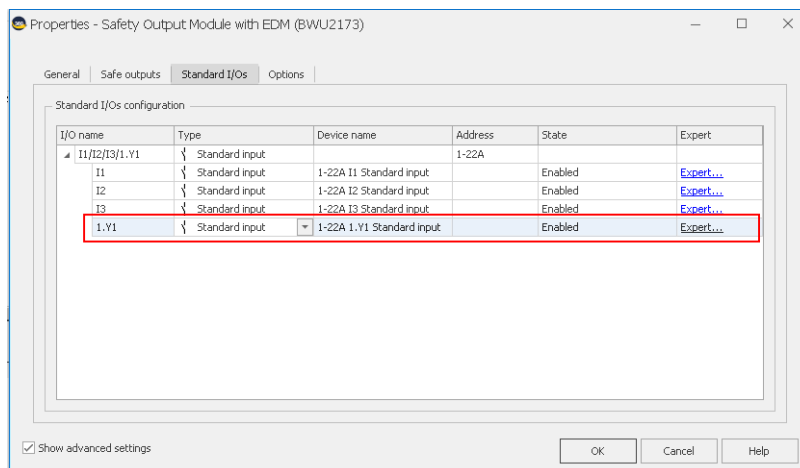 Properties - Safety Output Module with EDM (BWU2173)
General Safe outputs Standard I/Os Options
Standard I/Os configuration
I/O name Type Device name Address State Expert
I1/I2/I3/1.Y1 Standard input 1-22A
I1 Standard input 1-22A I1 Standard input Enabled Expert...
I2 Standard input 1-22A I2 Standard input Enabled Expert...
I3 Standard input 1-22A I3 Standard input Enabled Expert...
1.Y1 Standard input 1-22A 1.Y1 Standard input Enabled Expert...
Show advanced settings OK Cancel Help